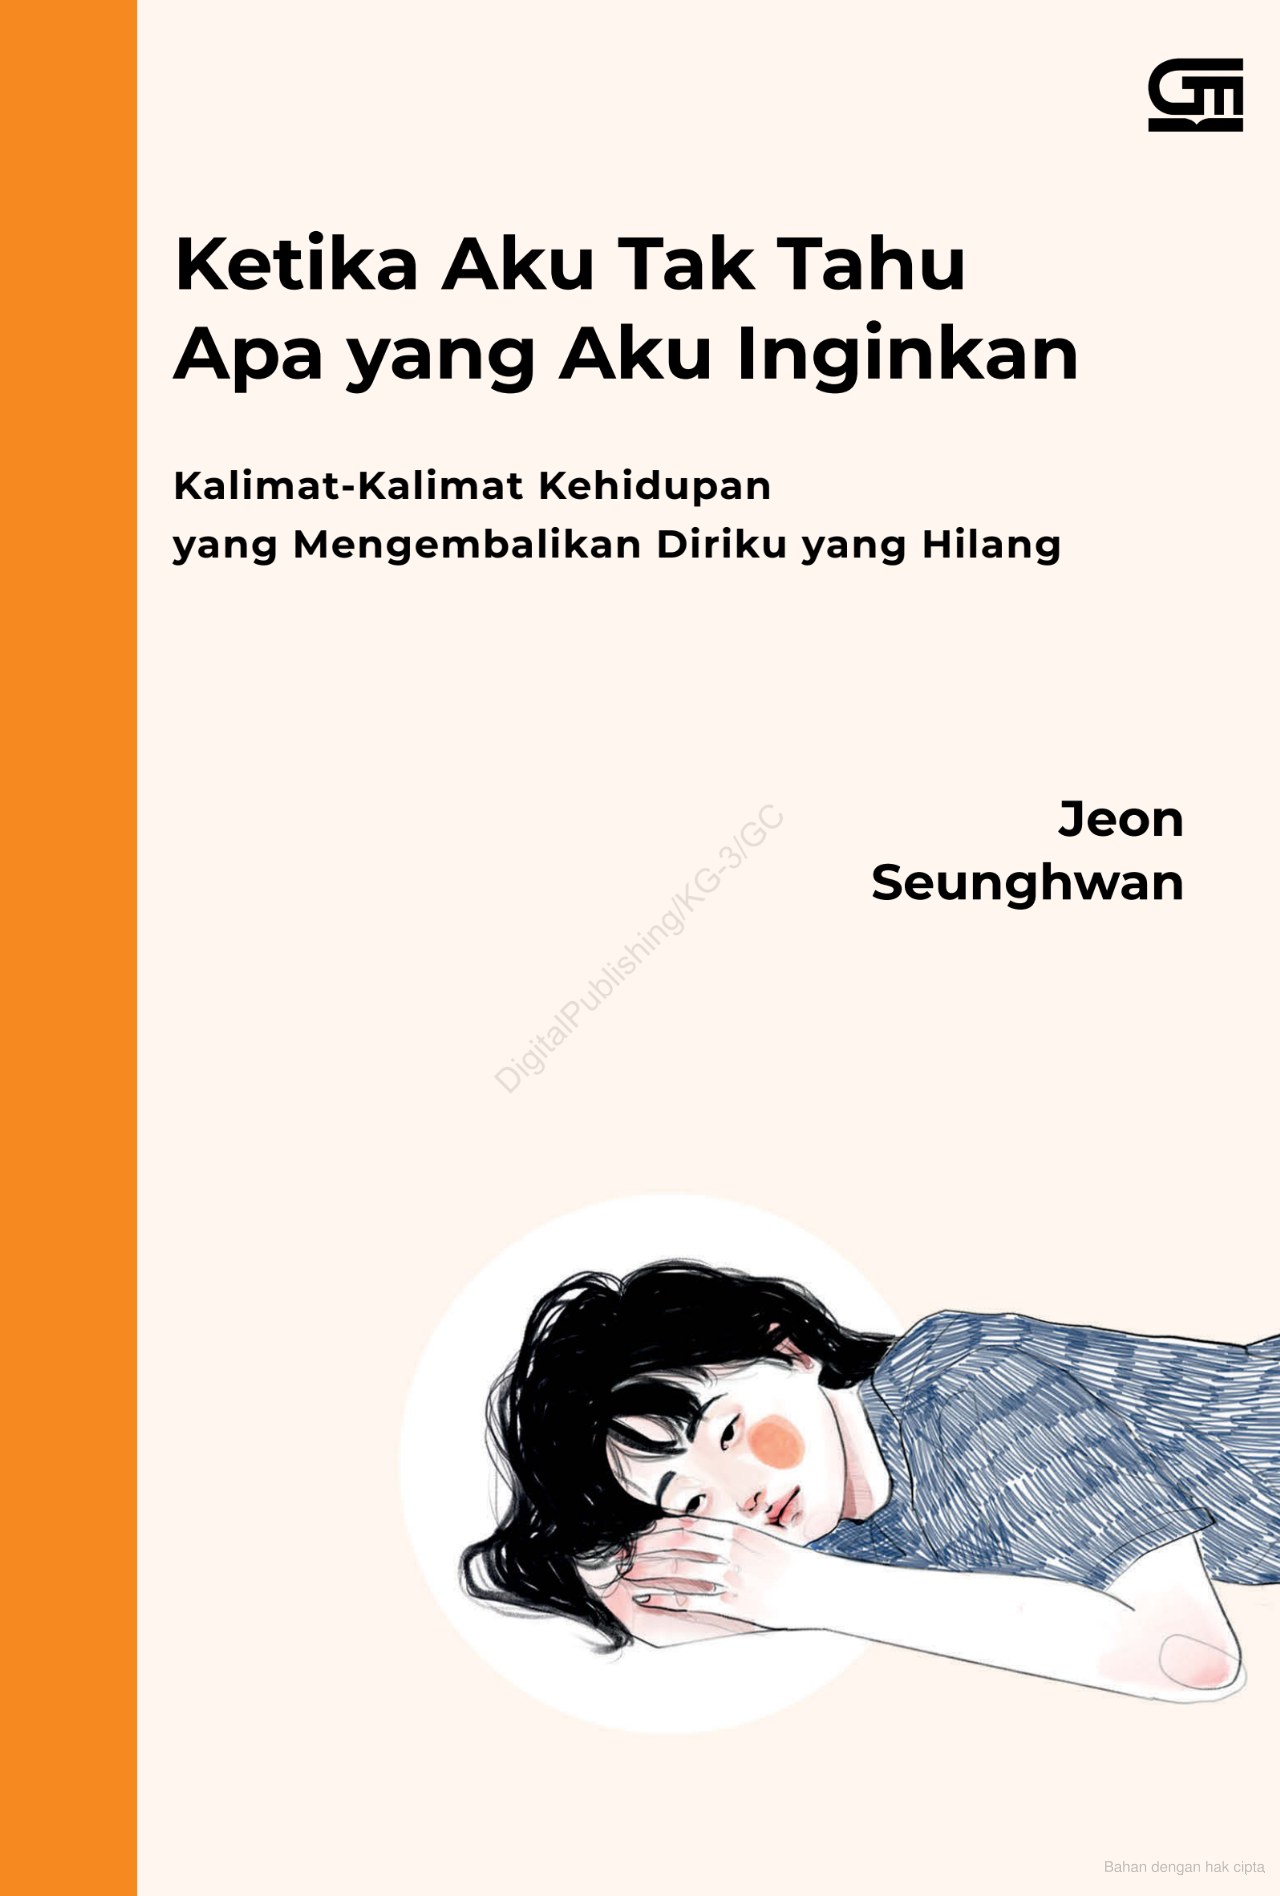 GM
Ketika Aku Tak Tahu
Apa yang Aku Inginkan
Kalimat-Kalimat Kehidupan
yang Mengembalikan Diriku yang Hilang
Jeon
Seunghwan
DigitalPublishing/KG-3/GC
Bahan dengan hak cipta